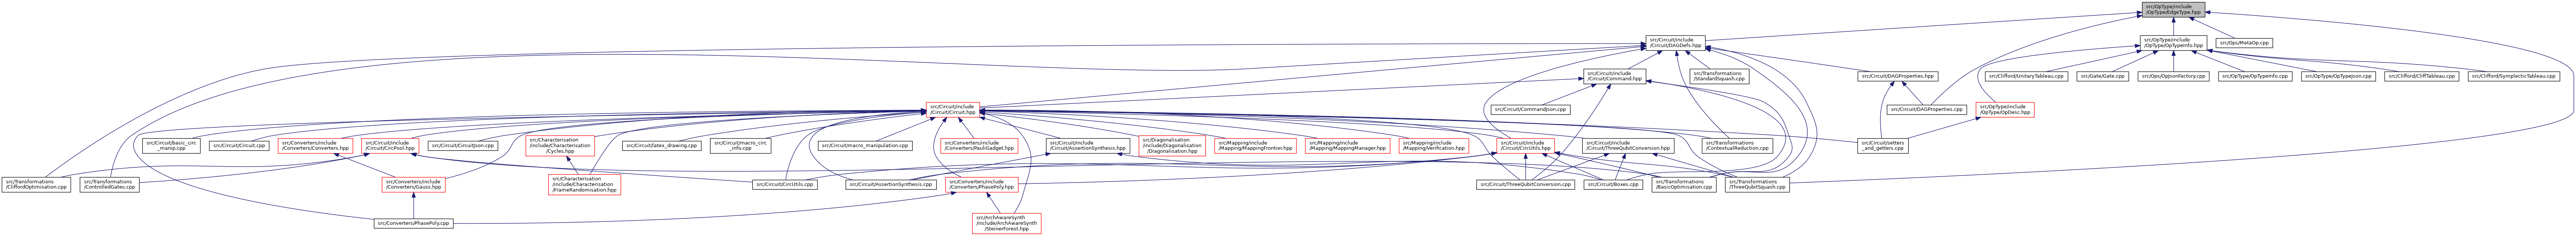 src/OpType/include
/OpType/EdgeType.hpp
src/Circuit/include
/Circuit/DAGDefs.hpp
src/OpType/include
/OpType/OpTypeInfo.hpp
src/Ops/MetaOp.cpp
src/Circuit/include
/Circuit/Command.hpp
src/Transformations
/StandardSquash.cpp
src/Circuit/DAGProperties.hpp
src/Clifford/UnitaryTableau.cpp
src/Gate/Gate.cpp
src/Ops/OpJsonFactory.cpp
src/OpType/OpTypeInfo.cpp
src/OpType/OpTypeJson.cpp
src/Clifford/CliffTableau.cpp
src/Clifford/SymplecticTableau.cpp
src/Circuit/include
/Circuit/Circuit.hpp
src/Circuit/CommandJson.cpp
src/Circuit/DAGProperties.cpp
src/OpType/include
/OpType/OpDesc.hpp
src/Circuit/basic_circ
_manip.cpp
src/Circuit/Circuit.cpp
src/Converters/include
/Converters/Converters.hpp
src/Circuit/include
/Circuit/CircPool.hpp
src/Circuit/CircuitJson.cpp
src/Characterisation
/include/Characterisation
/Cycles.hpp
src/Circuit/latex_drawing.cpp
src/Circuit/macro_circ
_info.cpp
src/Circuit/macro_manipulation.cpp
src/Converters/include
/Converters/PauliGadget.hpp
src/Circuit/include
/Circuit/AssertionSynthesis.hpp
src/Diagonalisation
/include/Diagonalisation
/Diagonalisation.hpp
src/Mapping/include
/Mapping/MappingFrontier.hpp
src/Mapping/include
/Mapping/MappingManager.hpp
src/Mapping/include
/Mapping/Verification.hpp
src/Circuit/include
/Circuit/CircUtils.hpp
src/Circuit/include
/Circuit/ThreeQubitConversion.hpp
src/Transformations
/ContextualReduction.cpp
src/Circuit/setters
_and_getters.cpp
src/Transformations
/CliffordOptimisation.cpp
src/Transformations
/ControlledGates.cpp
src/Converters/include
/Converters/Gauss.hpp
src/Characterisation
/include/Characterisation
/FrameRandomisation.hpp
src/Circuit/CircUtils.cpp
src/Circuit/AssertionSynthesis.cpp
src/Converters/include
/Converters/PhasePoly.hpp
src/Circuit/ThreeQubitConversion.cpp
src/Circuit/Boxes.cpp
src/Transformations
/BasicOptimisation.cpp
src/Transformations
/ThreeQubitSquash.cpp
src/Converters/PhasePoly.cpp
src/ArchAwareSynth
/include/ArchAwareSynth
/SteinerForest.hpp